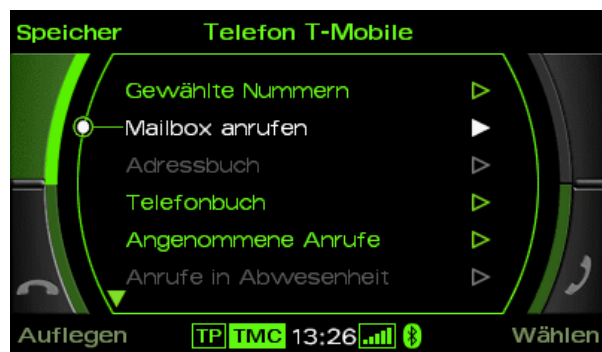 Speicher Telefon T-Mobile
Gewählte Nummern
Mailbox anrufen
Adressbuch
Telefonbuch
Angenommene Anrufe
Anrufe in Abwesenheit
Auflegen TP TMC 13:26 Wählen